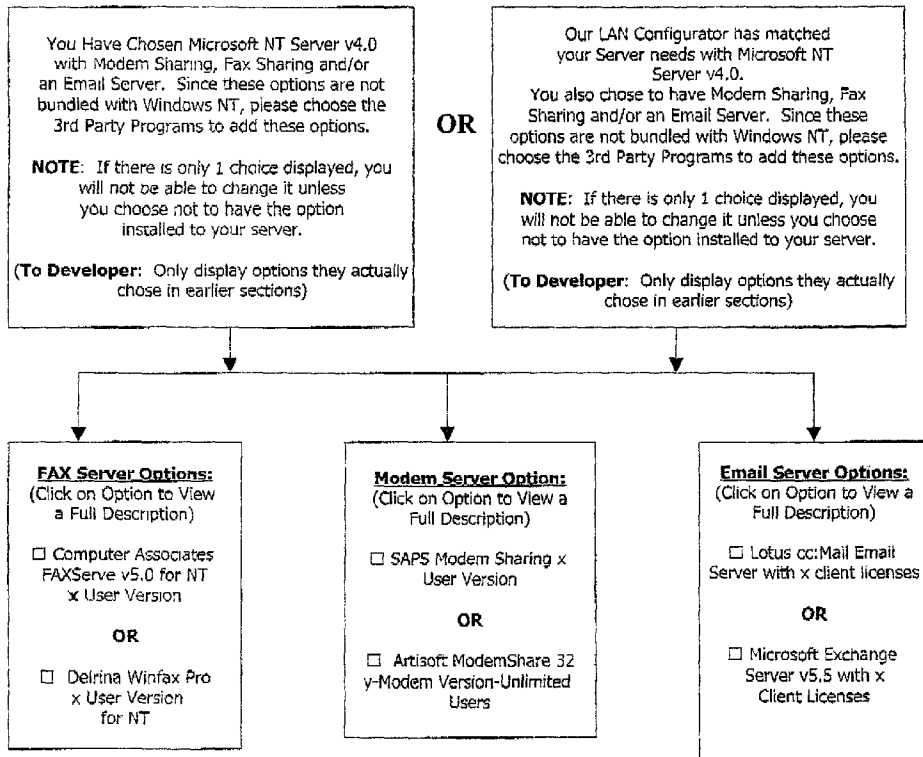 You Have Chosen Microsoft NT Server v4.0
with Modem Sharing, Fax Sharing and/or
an Email Server. Since these options are not
bundled with Windows NT, please choose the
3rd Party Programs to add these options.
NOTE: If there is only 1 choice displayed, you
will not be able to change it unless
you choose not to have the option
installed to your server.
(To Developer: Only display options they actually
chose in earlier sections)
OR
Our LAN Configurator has matched
your Server needs with Microsoft NT
Server v4.0.
You also chose to have Modem Sharing, Fax
Sharing and/or an Email Server. Since these
options are not bundled with Windows NT, please
choose the 3rd Party Programs to add these options.
NOTE: If there is only 1 choice displayed, you
will not be able to change it unless you choose
not to have the option installed to your server.
(To Developer: Only display options they actually
chose in earlier sections)
FAX Server Options:
(Click on Option to View
a Full Description)
☐ Computer Associates
FAXServe v5.0 for NT
x User Version
OR
☐ Delrina Winfax Pro
x User Version
for NT
Modem Server Option:
(Click on Option to View a
Full Description)
☐ SAPS Modem Sharing x
User Version
OR
☐ Artisoft ModemShare 32
y-Modem Version-Unlimited
Users
Email Server Options:
(Click on Option to View a
Full Description)
☐ Lotus cc:Mail Email
Server with x client licenses
OR
☐ Microsoft Exchange
Server v5.5 with x
Client Licenses